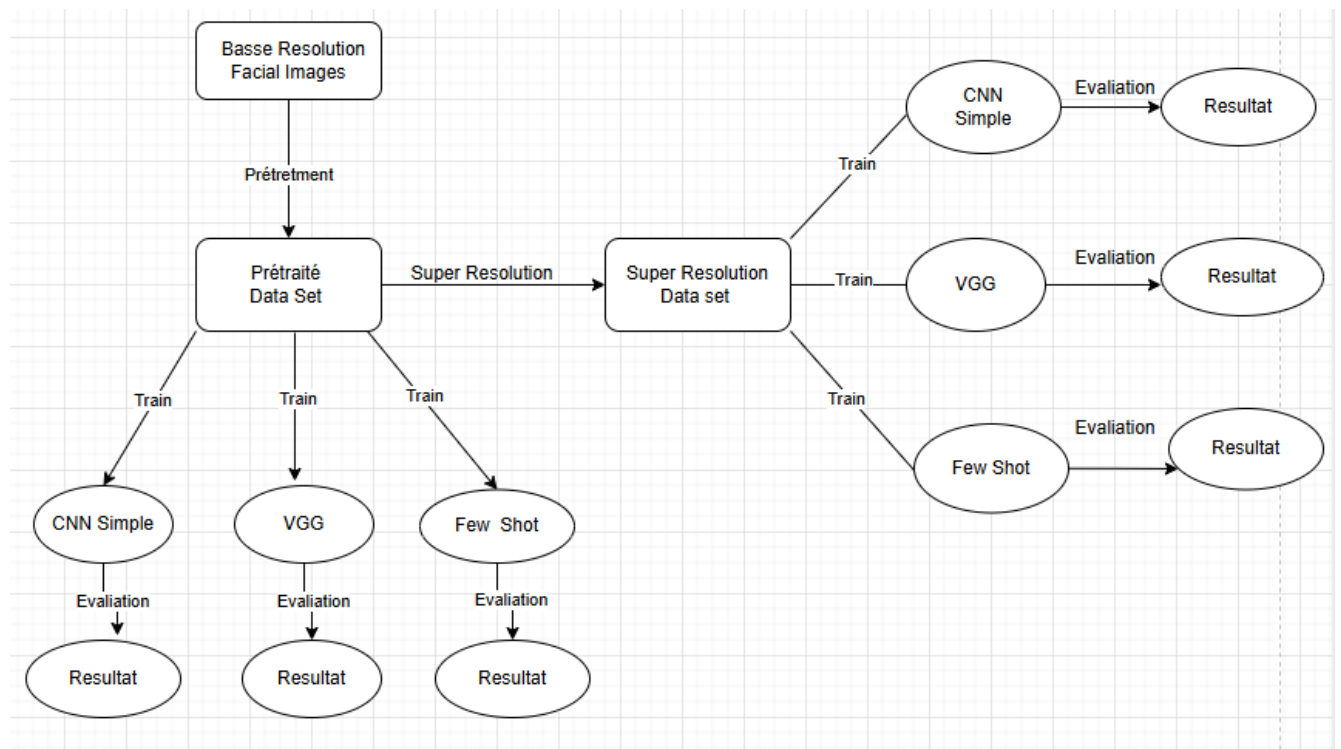 Basse Resolution
Facial Images
Prétretment
Prétraité
Data Set
Super Resolution
Super Resolution
Data set
Train
CNN
Simple
Evaliation
Resultat
Train
VGG
Evaliation
Resultat
Train
Few Shot
Evaliation
Resultat
Train
Train
Train
CNN Simple
VGG
Few Shot
Evaliation
Evaliation
Evaliation
Resultat
Resultat
Resultat